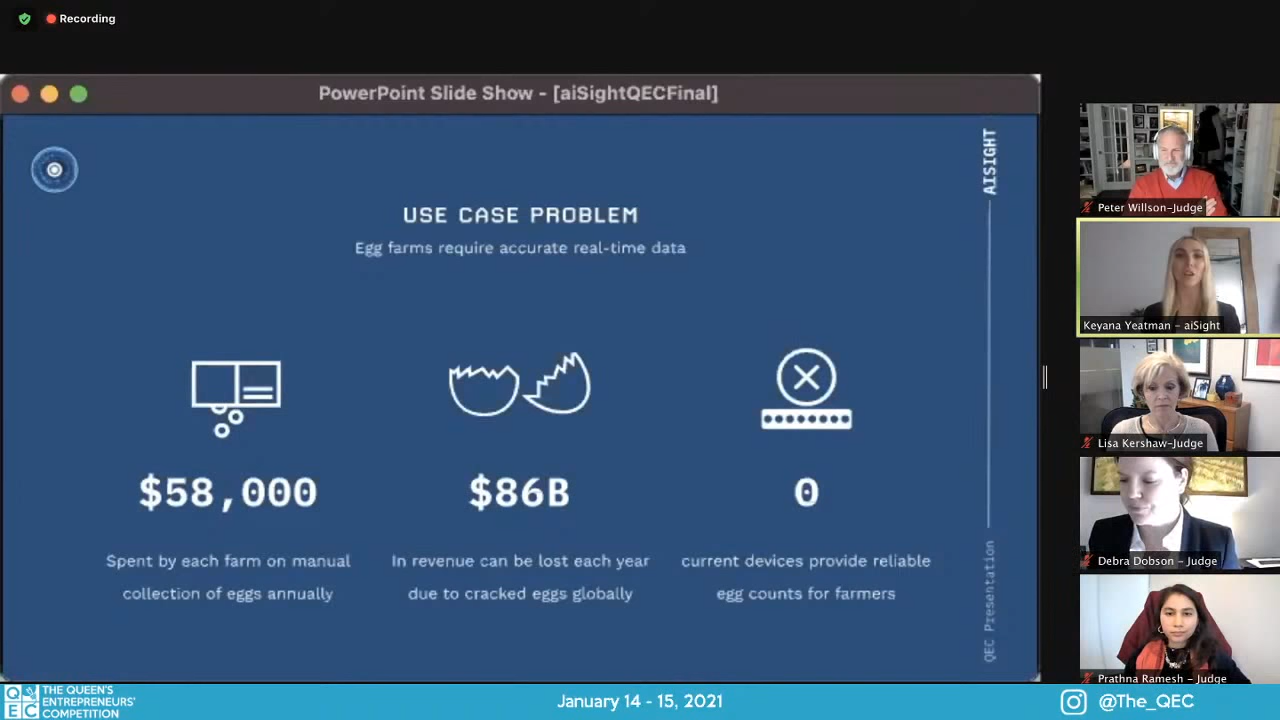 Recording
PowerPoint Slide Show - [aiSightQECFinal]
AISIGHT
USE CASE PROBLEM
Egg farms require accurate real-time data
$58,000
Spent by each farm on manual
collection of eggs annually
$86B
In revenue can be lost each year
due to cracked eggs globally
0
current devices provide reliable
egg counts for farmers
QEC Presentation
Peter Willson-Judge
Keyana Yeatman - aiSight
Lisa Kershaw-Judge
Debra Dobson - Judge
Prathna Ramesh - Judge
QEC
THE QUEEN'S
ENTREPRENEURS'
COMPETITION
January 14 - 15, 2021
@The_QEC